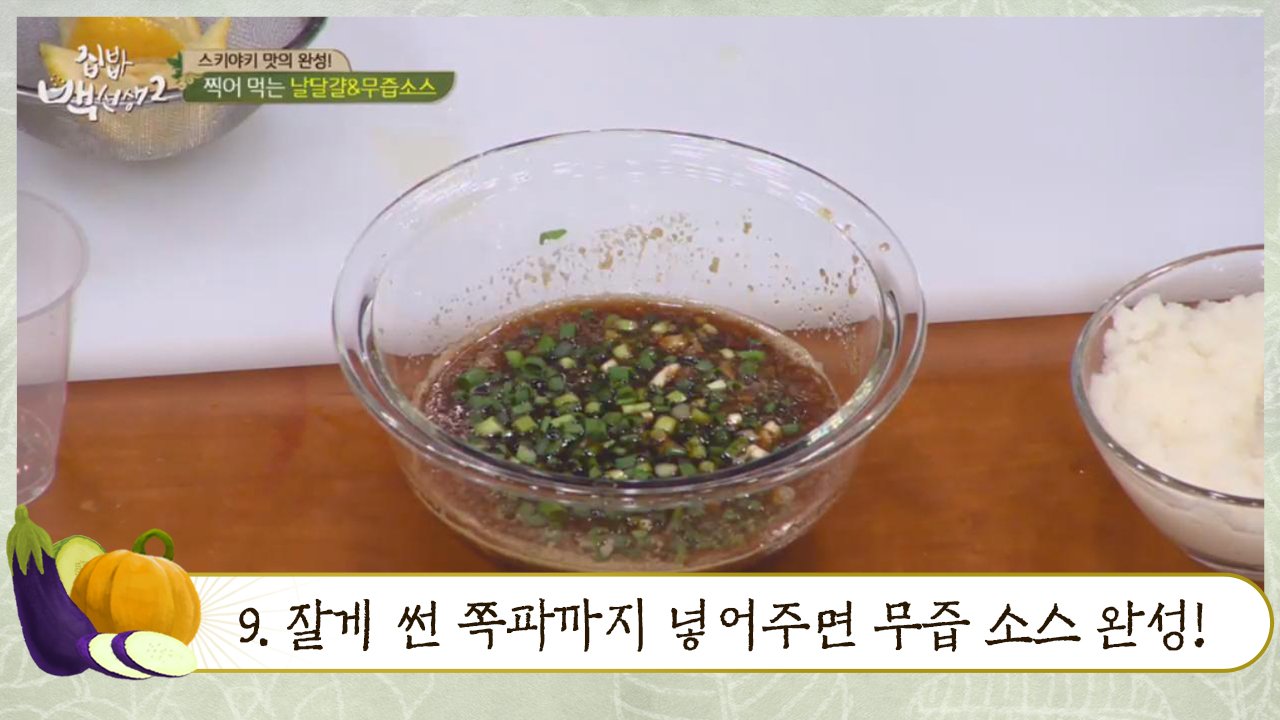 집밥
백선생2
스키야키 맛의 완성!
찍어 먹는 날달걀&무즙소스
9. 잘게 썬 쪽파까지 넣어주면 무즙 소스 완성!